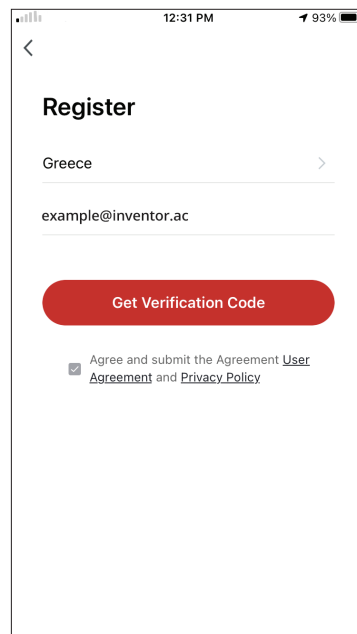 12:31 PM
93%
Register
Greece
example@inventor.ac
Get Verification Code
Agree and submit the Agreement User
Agreement and Privacy Policy